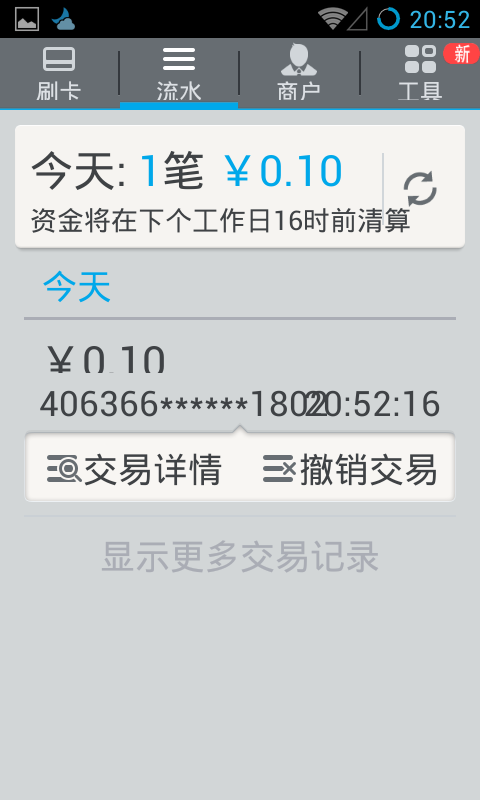 20:52
刷卡 流水 商户 工具 新
今天: 1笔 ￥0.10
资金将在下个工作日16时前清算
今天
￥0.10
406366******1802 20:52:16
交易详情 撤销交易
显示更多交易记录